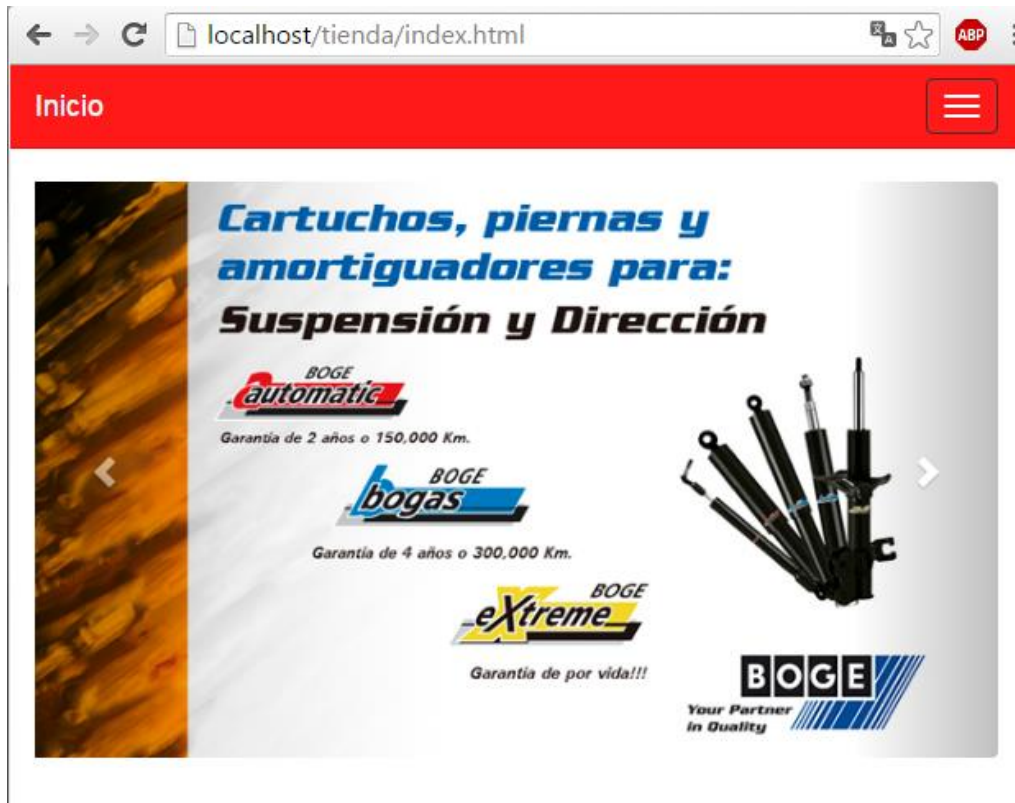 localhost/tienda/index.html
ABP
Inicio
Cartuchos, piernas y
amortiguadores para:
Suspensión y Dirección
BOGE
automatic
Garantía de 2 años o 150,000 Km.
BOGE
bogas
Garantía de 4 años o 300,000 Km.
BOGE
eXtreme
Garantía de por vida!!!
BOGE
Your Partner
in Quality